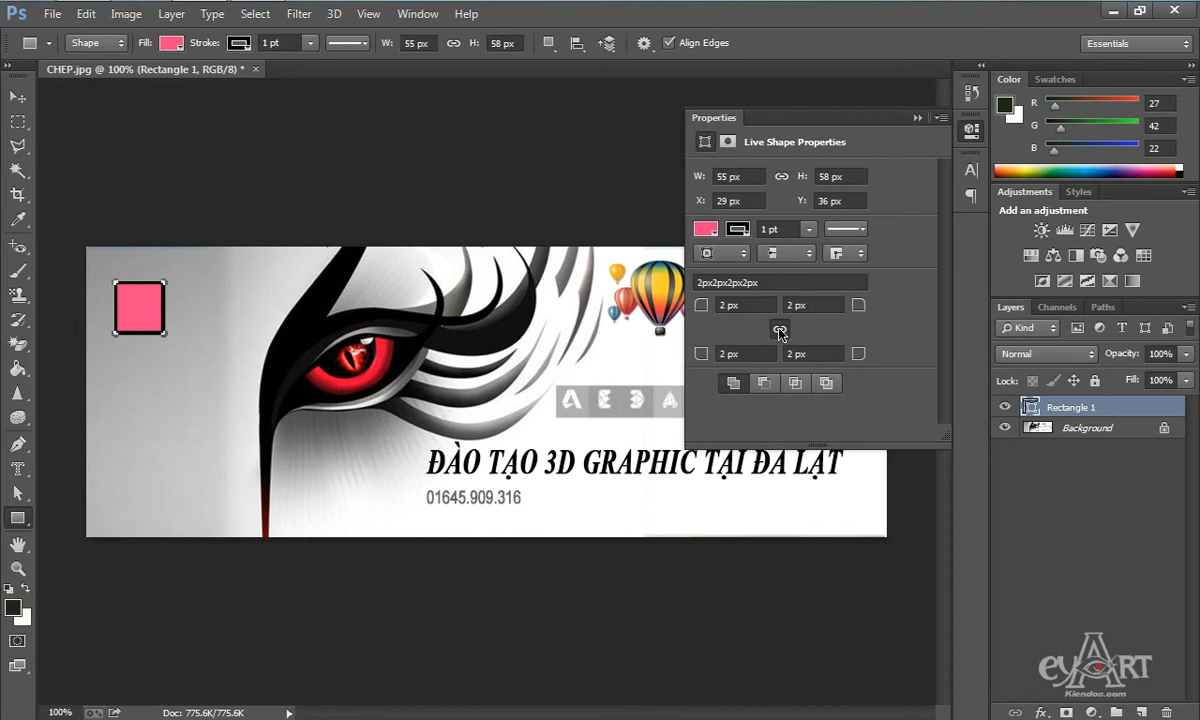 Ps File Edit Image Layer Type Select Filter 3D View Window Help
Shape Fill: Stroke: 1 pt W: 55 px H: 58 px Align Edges Essentials
CHEP.jpg @ 100% (Rectangle 1, RGB/8) * ×
Properties
Live Shape Properties
W: 55 px H: 58 px
X: 29 px Y: 36 px
1 pt
2px2px2px2px
2 px 2 px
2 px 2 px
Color Swatches
R 27
G 42
B 22
Adjustments Styles
Add an adjustment
Layers Channels Paths
Kind
Normal Opacity: 100%
Lock: Fill: 100%
Rectangle 1
Background
ĐÀO TẠO 3D GRAPHIC TẠI ĐA LẠT
01645.909.316
eyART
Kiendoc.com
100% Doc: 775.6K/775.6K